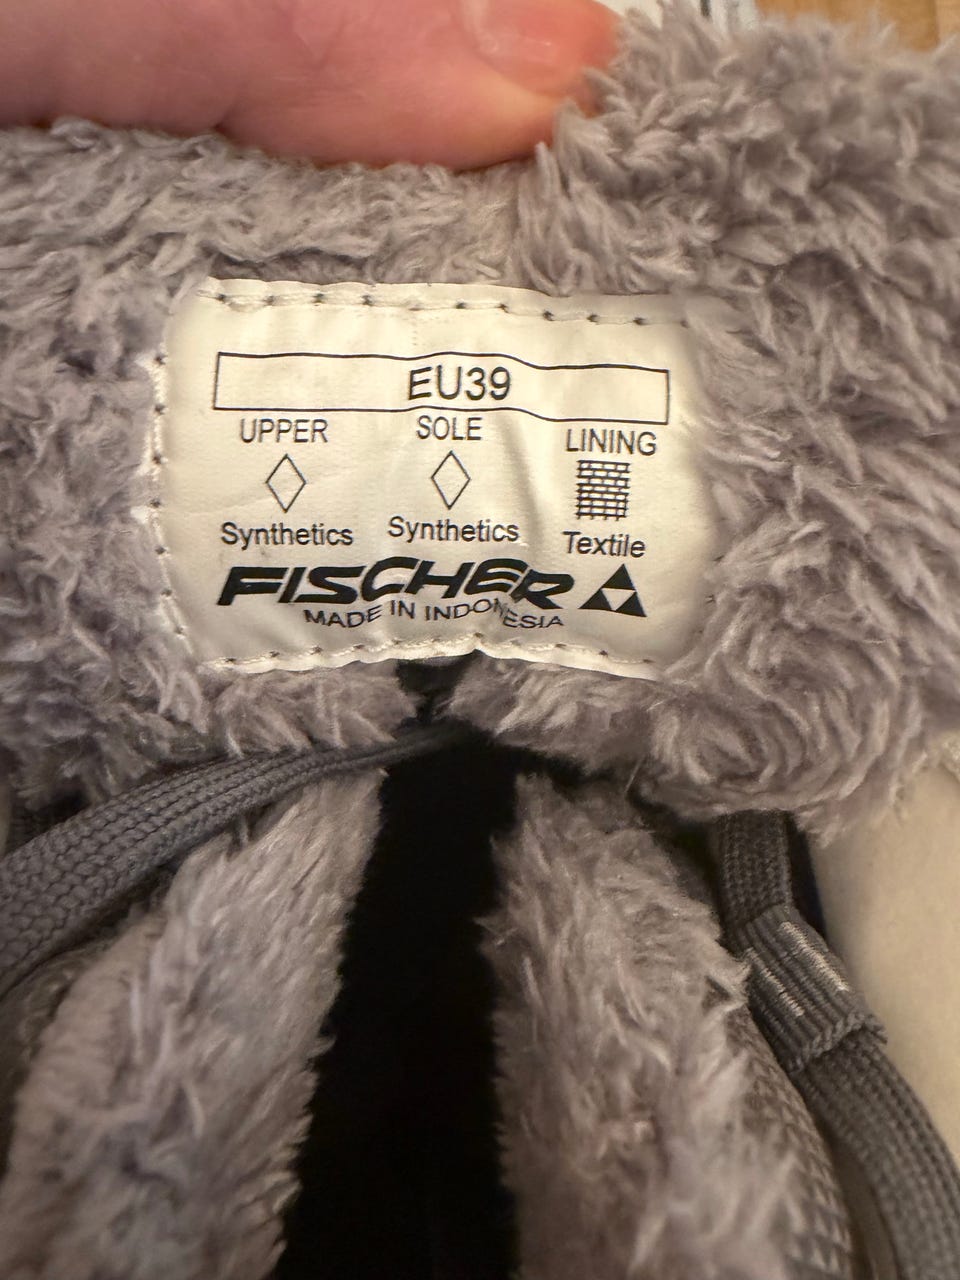 EU39
UPPER SOLE LINING
Synthetics Synthetics Textile
FISCHER
MADE IN INDONESIA